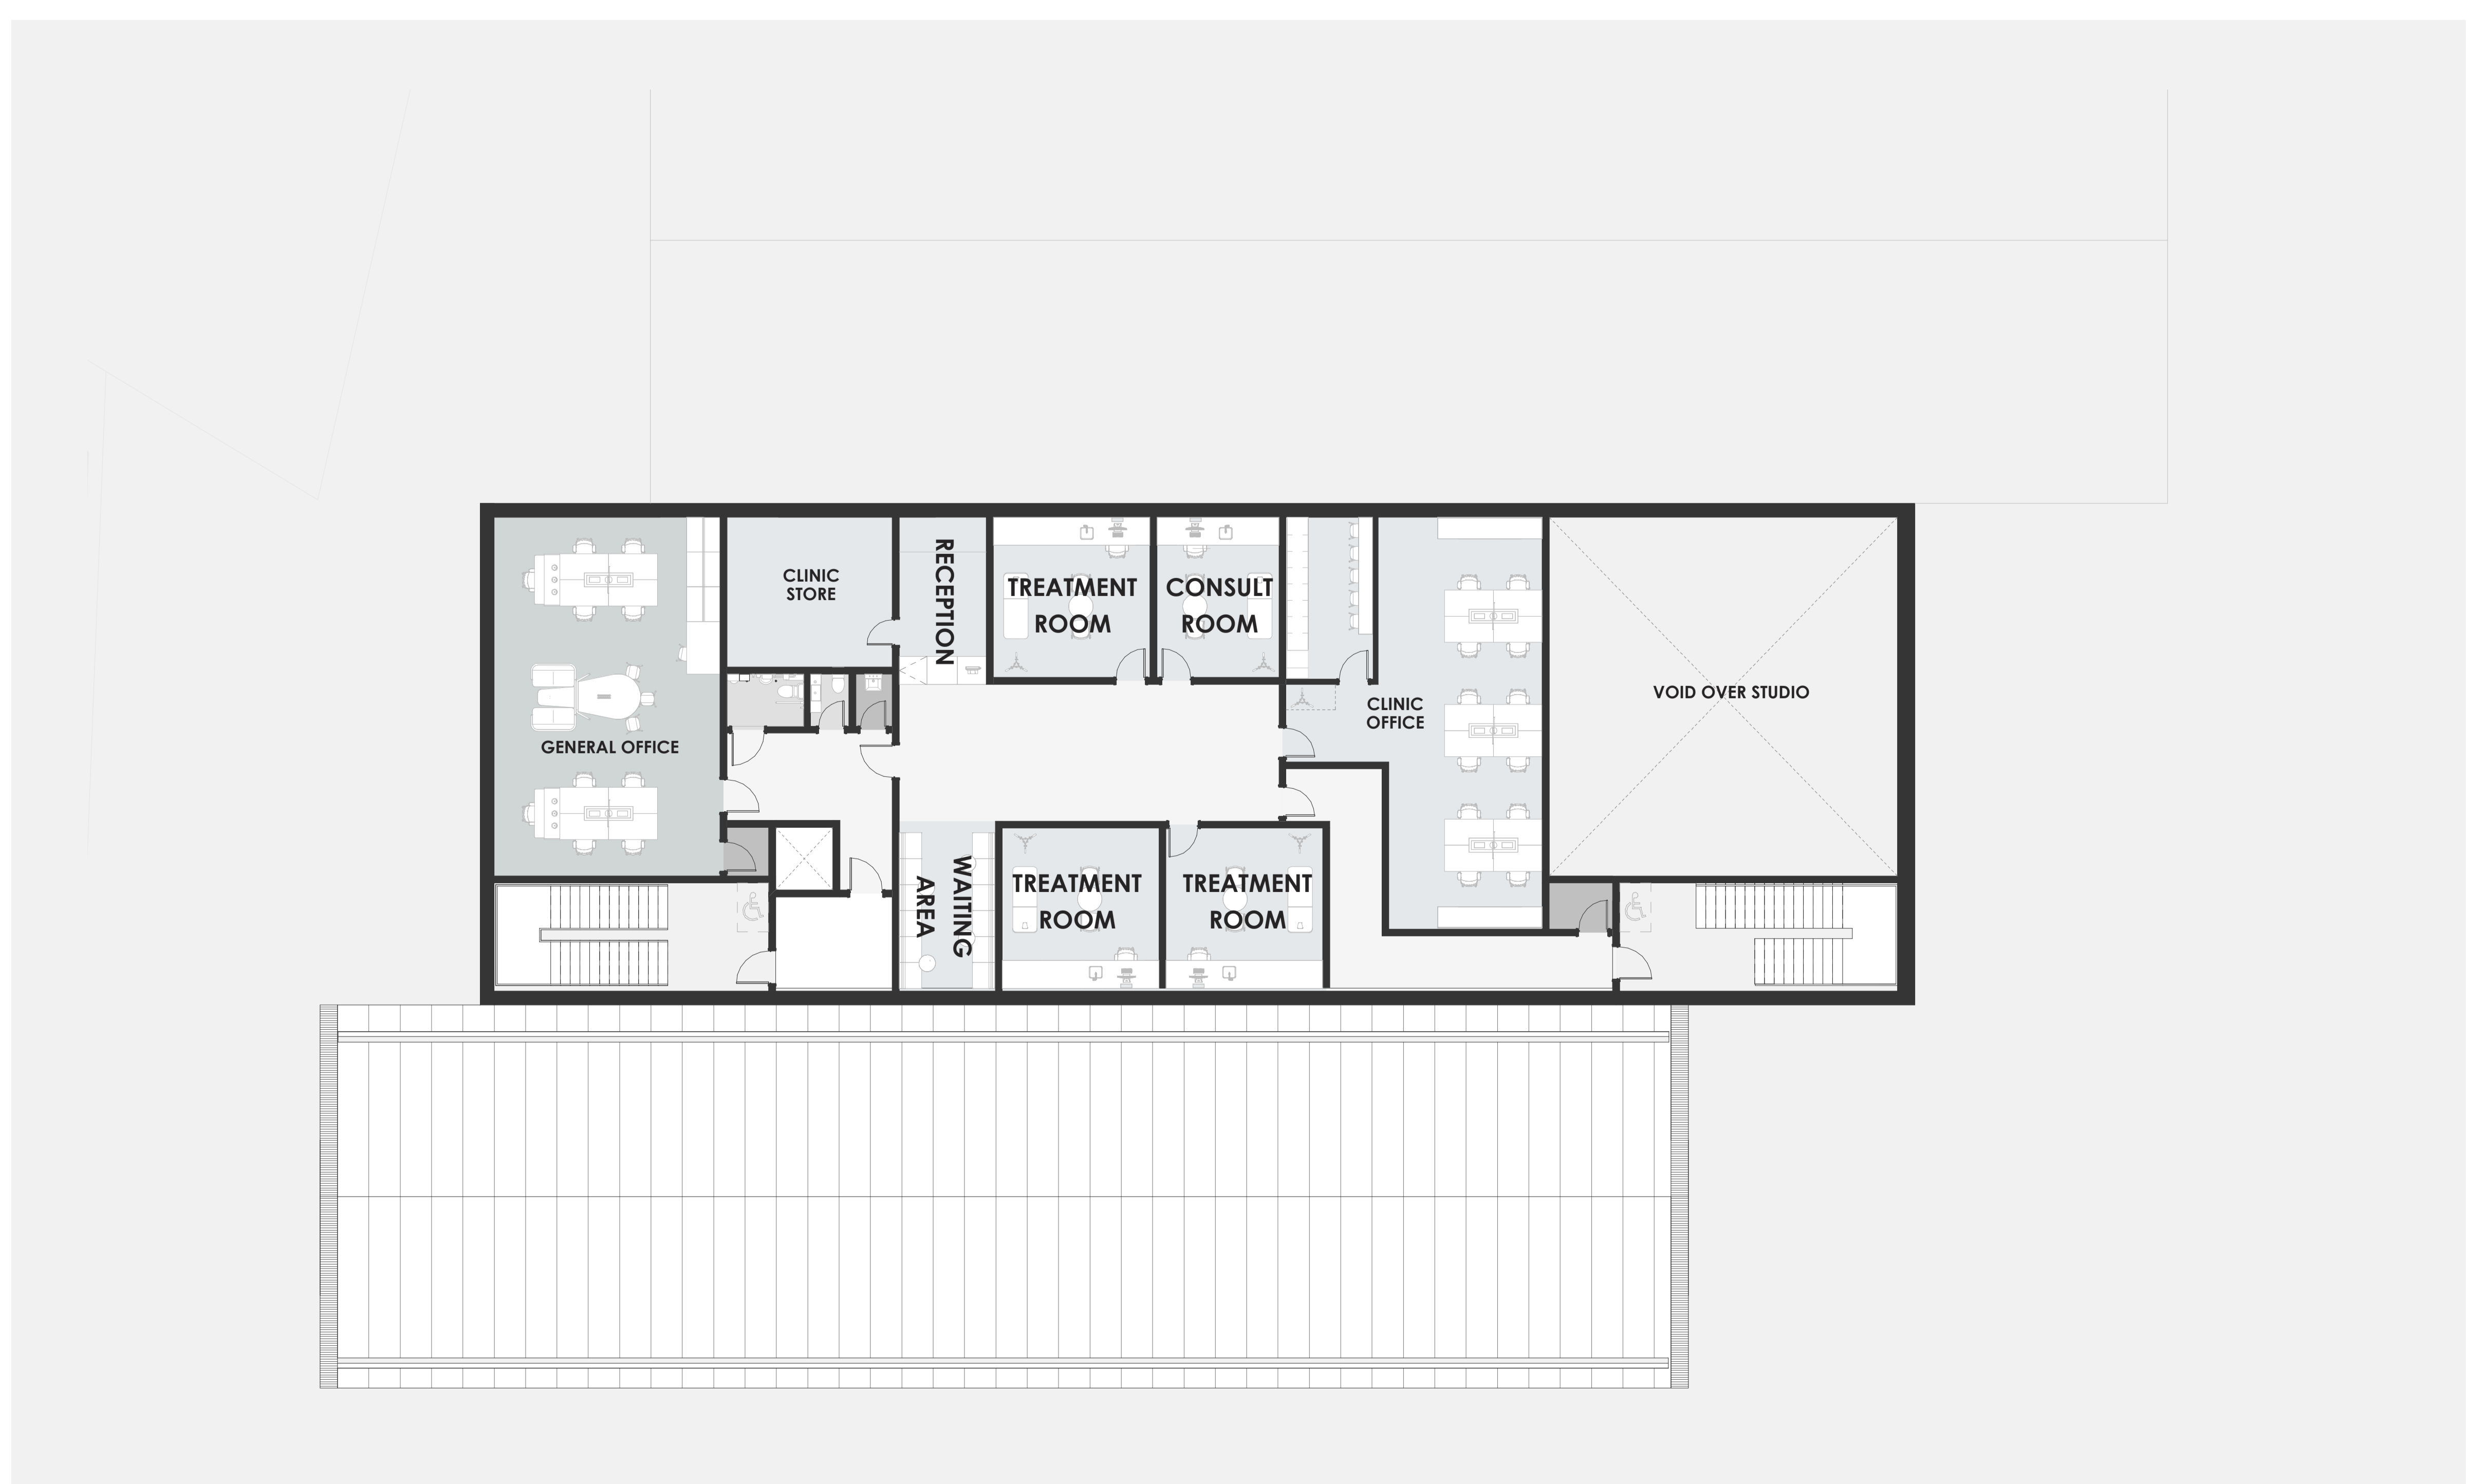 CLINIC
STORE
RECEPTION
TREATMENT
ROOM
CONSULT
ROOM
GENERAL OFFICE
CLINIC
OFFICE
VOID OVER STUDIO
WAITING
AREA
TREATMENT
ROOM
TREATMENT
ROOM